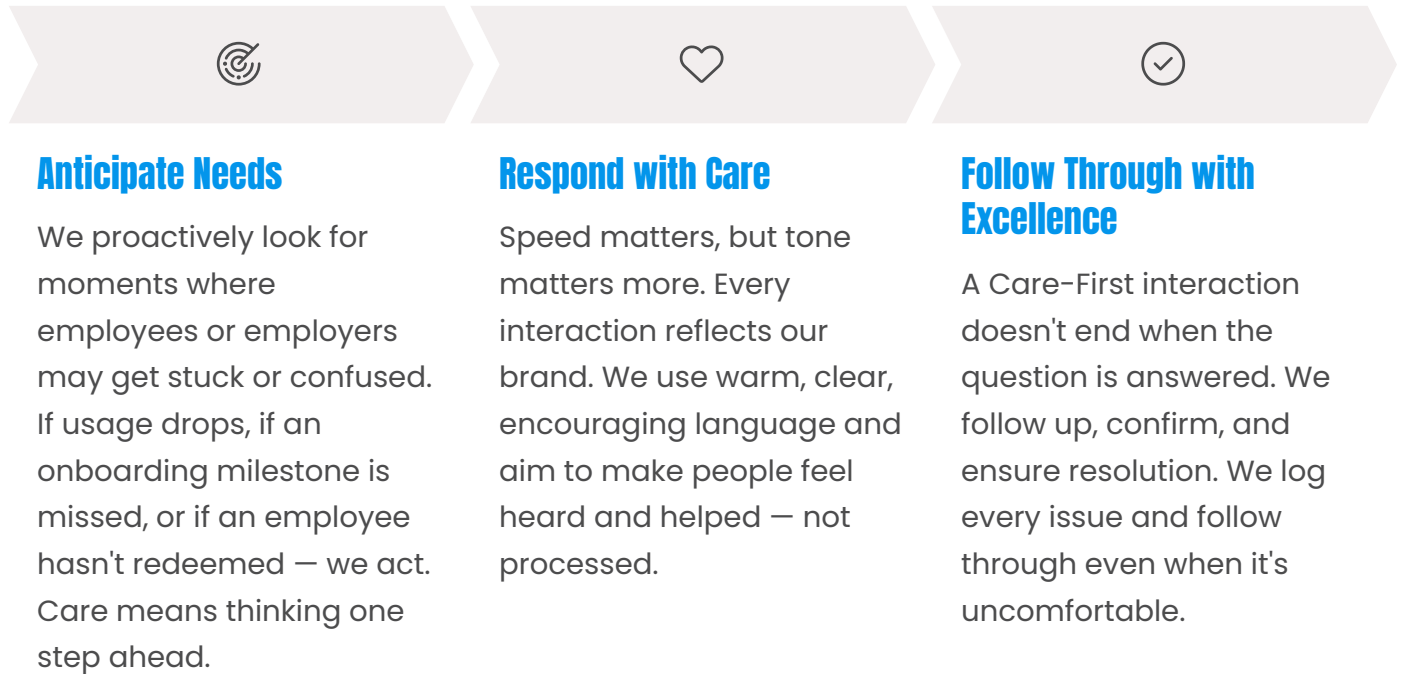 Anticipate Needs
We proactively look for
moments where
employees or employers
may get stuck or confused.
If usage drops, if an
onboarding milestone is
missed, or if an employee
hasn't redeemed — we act.
Care means thinking one
step ahead.
Respond with Care
Speed matters, but tone
matters more. Every
interaction reflects our
brand. We use warm, clear,
encouraging language and
aim to make people feel
heard and helped — not
processed.
Follow Through with
Excellence
A Care-First interaction
doesn't end when the
question is answered. We
follow up, confirm, and
ensure resolution. We log
every issue and follow
through even when it's
uncomfortable.